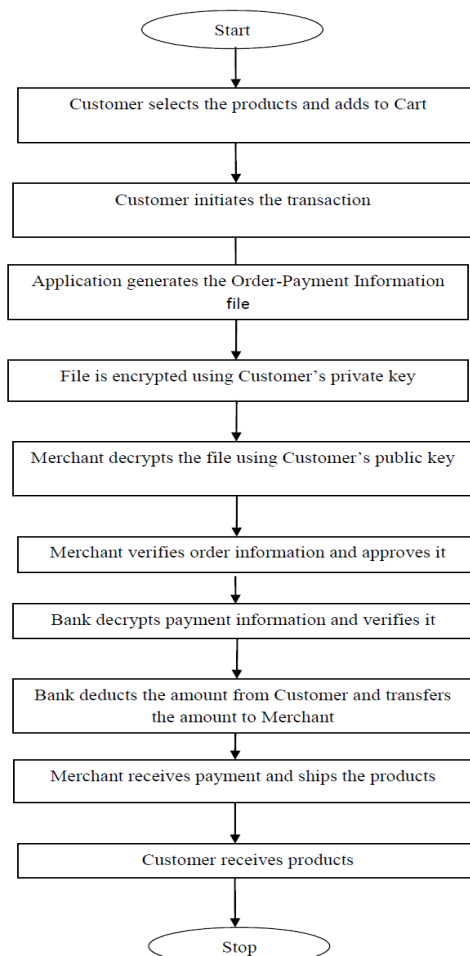 Start
Customer selects the products and adds to Cart
Customer initiates the transaction
Application generates the Order-Payment Information
file
File is encrypted using Customer’s private key
Merchant decrypts the file using Customer’s public key
Merchant verifies order information and approves it
Bank decrypts payment information and verifies it
Bank deducts the amount from Customer and transfers
the amount to Merchant
Merchant receives payment and ships the products
Customer receives products
Stop